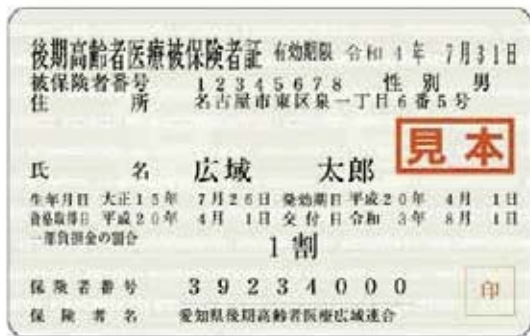 後期高齢者医療被保険者証 有効期限 令和 4年 7月31日
被保険者番号 12345678 性別 男
住所 名古屋市東区泉一丁目6番5号
見本
氏名 広域 太郎
生年月日 大正15年 7月26日 発効期日 平成20年 4月 1日
資格取得日 平成20年 4月 1日 交付日 令和 3年 8月 1日
一部負担金の割合
1割
保険者番号 39234000
印
保険者名 愛知県後期高齢者医療広域連合